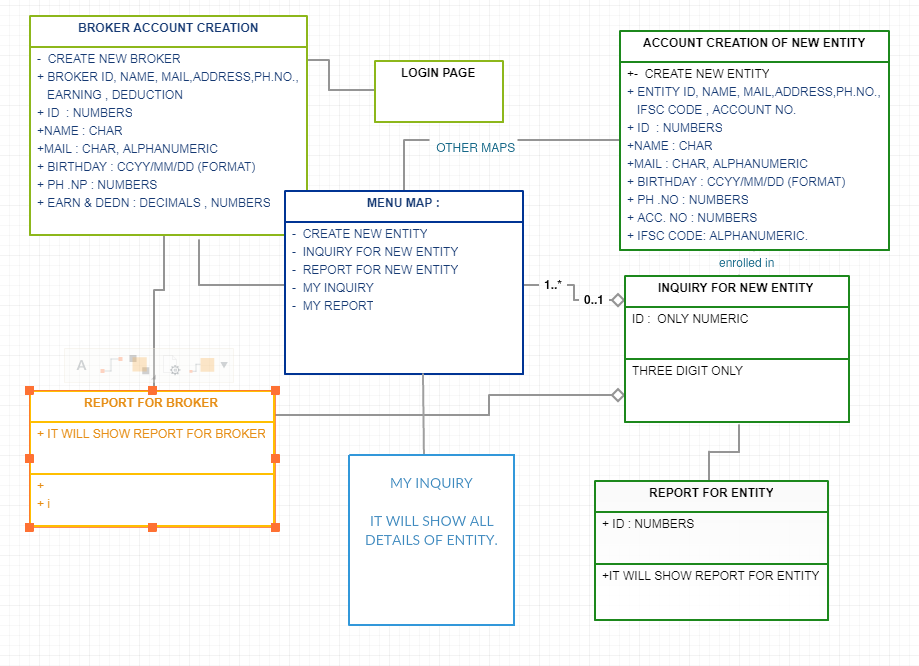 BROKER ACCOUNT CREATION
- CREATE NEW BROKER
+ BROKER ID, NAME, MAIL,ADDRESS,PH.NO.,
EARNING , DEDUCTION
+ ID : NUMBERS
+NAME : CHAR
+MAIL : CHAR, ALPHANUMERIC
+ BIRTHDAY : CCYY/MM/DD (FORMAT)
+ PH .NP : NUMBERS
+ EARN & DEDN : DECIMALS , NUMBERS
LOGIN PAGE
ACCOUNT CREATION OF NEW ENTITY
+- CREATE NEW ENTITY
+ ENTITY ID, NAME, MAIL,ADDRESS,PH.NO.,
IFSC CODE , ACCOUNT NO.
+ ID : NUMBERS
+NAME : CHAR
+MAIL : CHAR, ALPHANUMERIC
+ BIRTHDAY : CCYY/MM/DD (FORMAT)
+ PH .NO : NUMBERS
+ ACC. NO : NUMBERS
+ IFSC CODE: ALPHANUMERIC.
OTHER MAPS
MENU MAP :
- CREATE NEW ENTITY
- INQUIRY FOR NEW ENTITY
- REPORT FOR NEW ENTITY
- MY INQUIRY
- MY REPORT
1..*
0..1
enrolled in
INQUIRY FOR NEW ENTITY
ID : ONLY NUMERIC
THREE DIGIT ONLY
A
REPORT FOR BROKER
+ IT WILL SHOW REPORT FOR BROKER
+
+ i
MY INQUIRY
IT WILL SHOW ALL
DETAILS OF ENTITY.
REPORT FOR ENTITY
+ ID : NUMBERS
+IT WILL SHOW REPORT FOR ENTITY